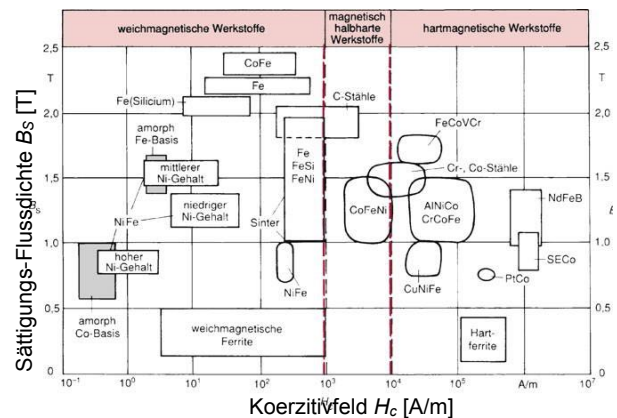 weichmagnetische Werkstoffe
magnetisch
halbharte
Werkstoffe
hartmagnetische Werkstoffe
Sättigungs-Flussdichte Bs [T]
2,5
T
2,0
1,5
Bs
1,0
0,5
0
CoFe
Fe
Fe(Silicium)
C-Stähle
FeCoVCr
amorph
Fe-Basis
mittlerer
Ni-Gehalt
Fe
FeSi
FeNi
Cr-, Co-Stähle
NiFe
niedriger
Ni-Gehalt
Sinter
CoFeNi
AlNiCo
CrCoFe
NdFeB
hoher
Ni-Gehalt
NiFe
CuNiFe
PtCo
SECo
amorph
Co-Basis
weichmagnetische
Ferrite
Hart-
ferrite
2,5
T
2,0
1,5
1,0
0,5
0
10⁻¹ 10⁰ 10¹ 10² 10³ 10⁴ 10⁵ A/m 10⁷
Koerzitivfeld Hc [A/m]